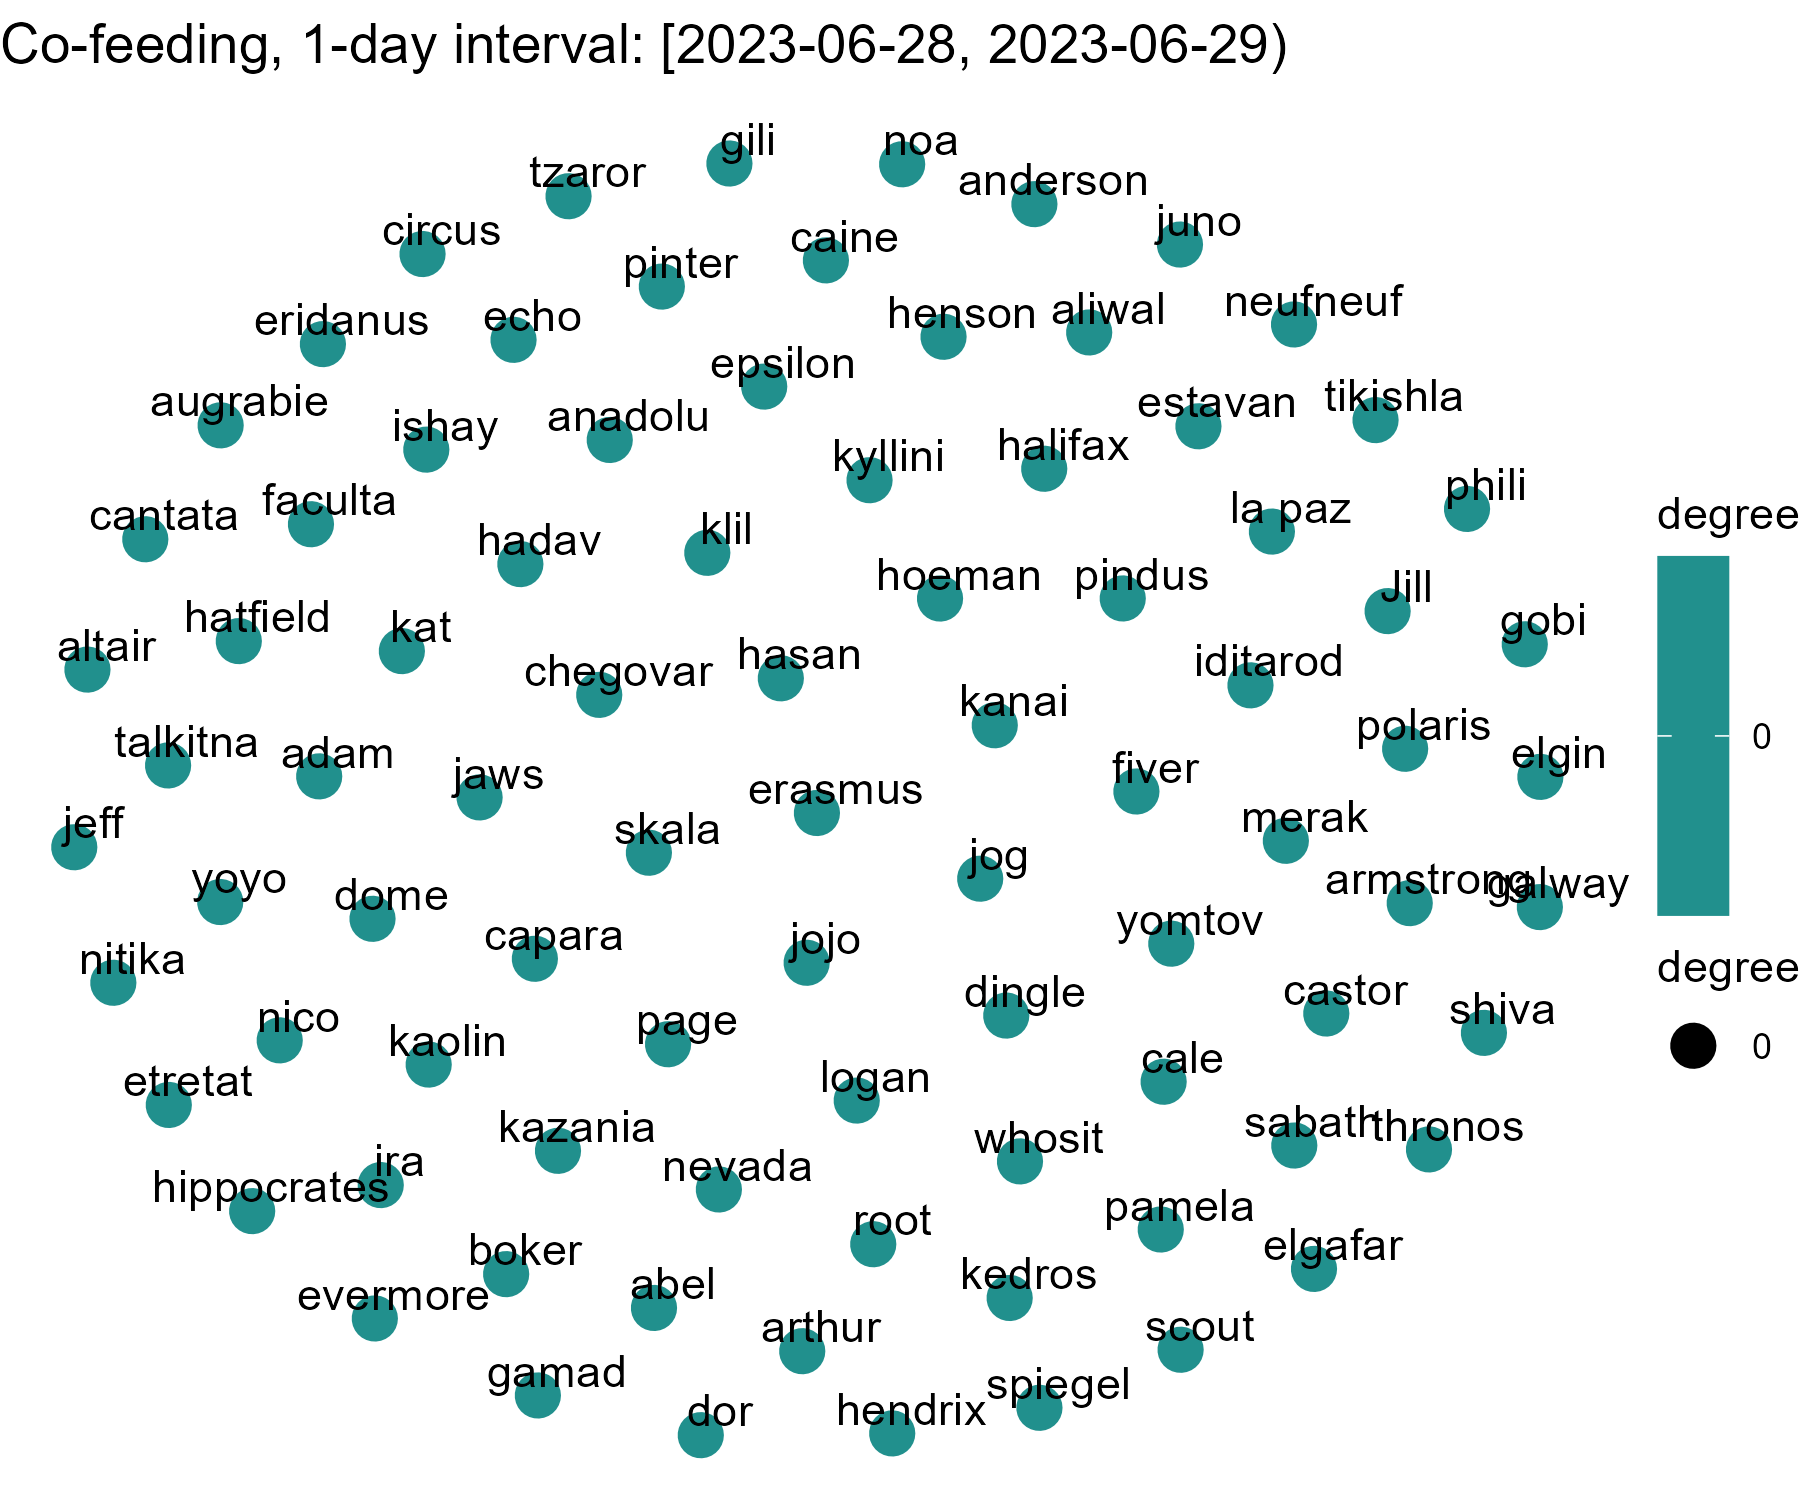 Co-feeding, 1-day interval: [2023-06-28, 2023-06-29)
gili
noa
tzaror
anderson
circus
juno
caine
pinter
neufneuf
aliwal
henson
echo
eridanus
epsilon
tikishla
estavan
augrabie
anadolu
ishay
halifax
kyllini
phili
faculta
la paz
cantata
klil
hadav
hoeman
pindus
Jill
hatfield
gobi
kat
altair
hasan
iditarod
chegovar
kanai
polaris
talkitna
adam
elgin
fiver
jaws
erasmus
merak
jeff
skala
jog
armstrong
galway
yoyo
dome
yomtov
capara
jojo
nitika
castor
dingle
shiva
nico
page
kaolin
cale
logan
etretat
sabath
thronos
kazania
whosit
ira
nevada
hippocrates
pamela
root
elgafar
boker
kedros
abel
evermore
scout
arthur
gamad
spiegel
hendrix
dor
degree
0
degree
0